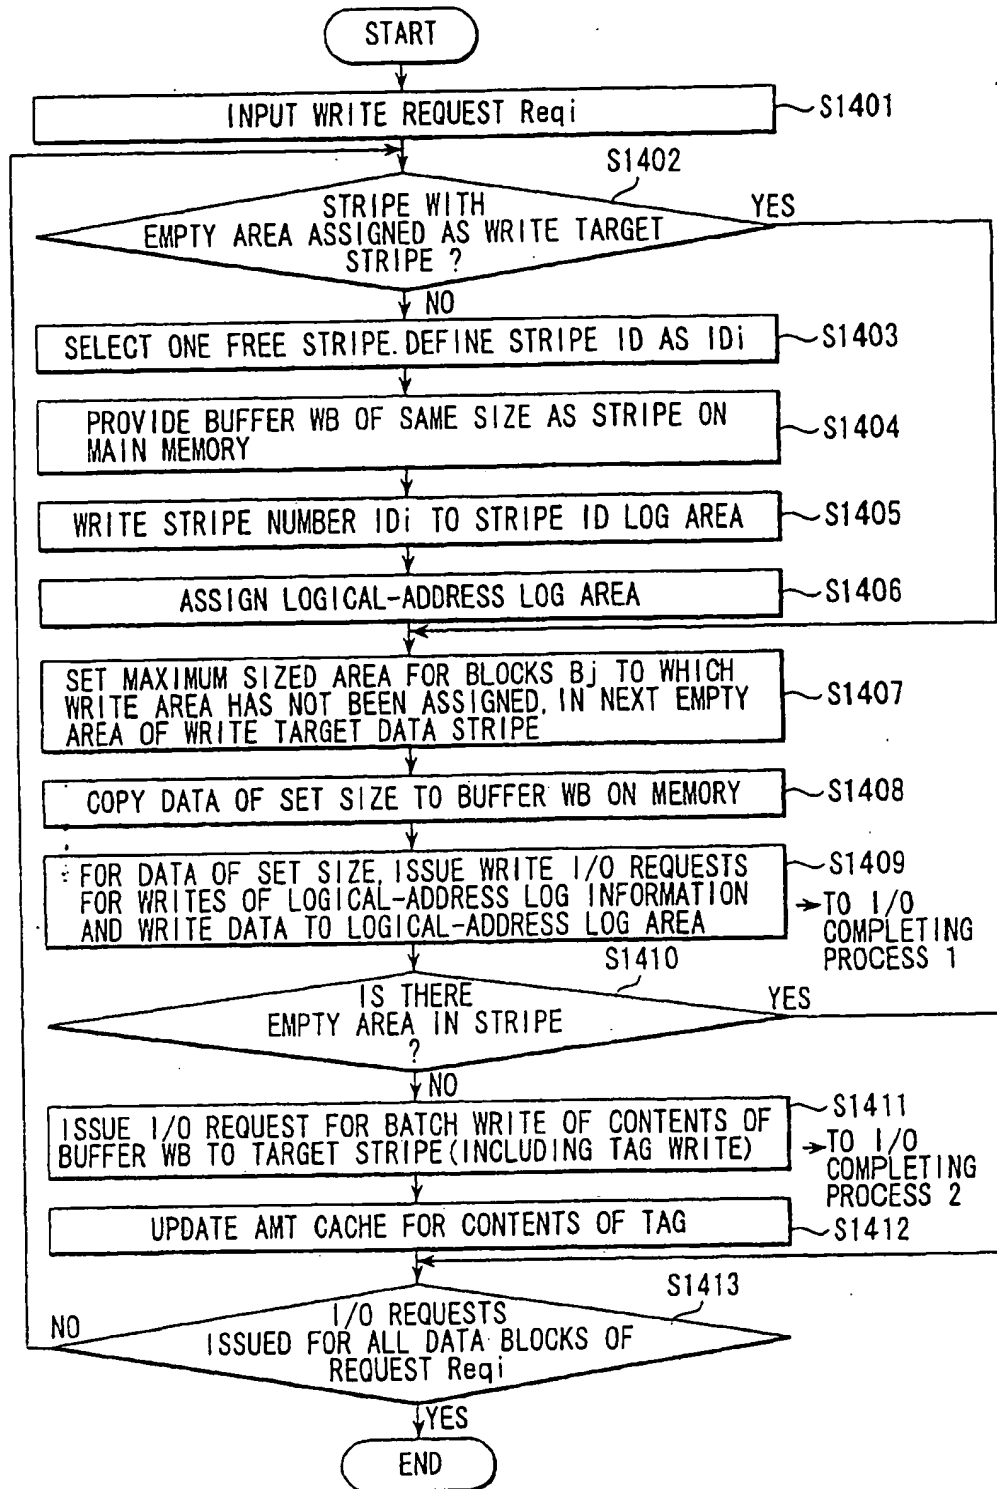 START
INPUT WRITE REQUEST Reqi
S1401
S1402
STRIPE WITH
EMPTY AREA ASSIGNED AS WRITE TARGET
STRIPE ?
YES
NO
SELECT ONE FREE STRIPE. DEFINE STRIPE ID AS IDi
S1403
PROVIDE BUFFER WB OF SAME SIZE AS STRIPE ON
MAIN MEMORY
S1404
WRITE STRIPE NUMBER IDi TO STRIPE ID LOG AREA
S1405
ASSIGN LOGICAL-ADDRESS LOG AREA
S1406
SET MAXIMUM SIZED AREA FOR BLOCKS Bj TO WHICH
WRITE AREA HAS NOT BEEN ASSIGNED, IN NEXT EMPTY
AREA OF WRITE TARGET DATA STRIPE
S1407
COPY DATA OF SET SIZE TO BUFFER WB ON MEMORY
S1408
FOR DATA OF SET SIZE, ISSUE WRITE I/O REQUESTS
FOR WRITES OF LOGICAL-ADDRESS LOG INFORMATION
AND WRITE DATA TO LOGICAL-ADDRESS LOG AREA
S1409
TO I/O
COMPLETING
PROCESS 1
S1410
IS THERE
EMPTY AREA IN STRIPE
?
YES
NO
ISSUE I/O REQUEST FOR BATCH WRITE OF CONTENTS OF
BUFFER WB TO TARGET STRIPE (INCLUDING TAG WRITE)
S1411
TO I/O
COMPLETING
PROCESS 2
UPDATE AMT CACHE FOR CONTENTS OF TAG
S1412
S1413
I/O REQUESTS
ISSUED FOR ALL DATA BLOCKS OF
REQUEST Reqi
NO
YES
END